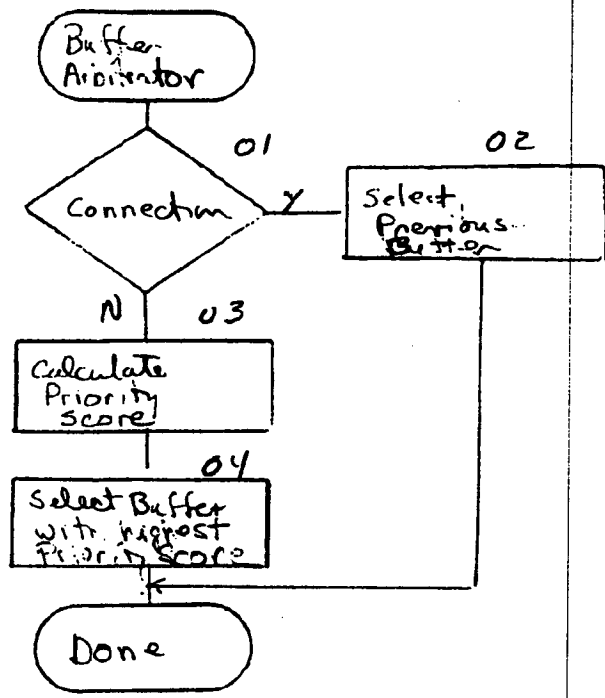 Buffer
Arbitrator
01
02
Connection
Y
Select
Previous
Buffer
N
03
Calculate
Priority
Score
04
Select Buffer
with highest
Priority Score
Done